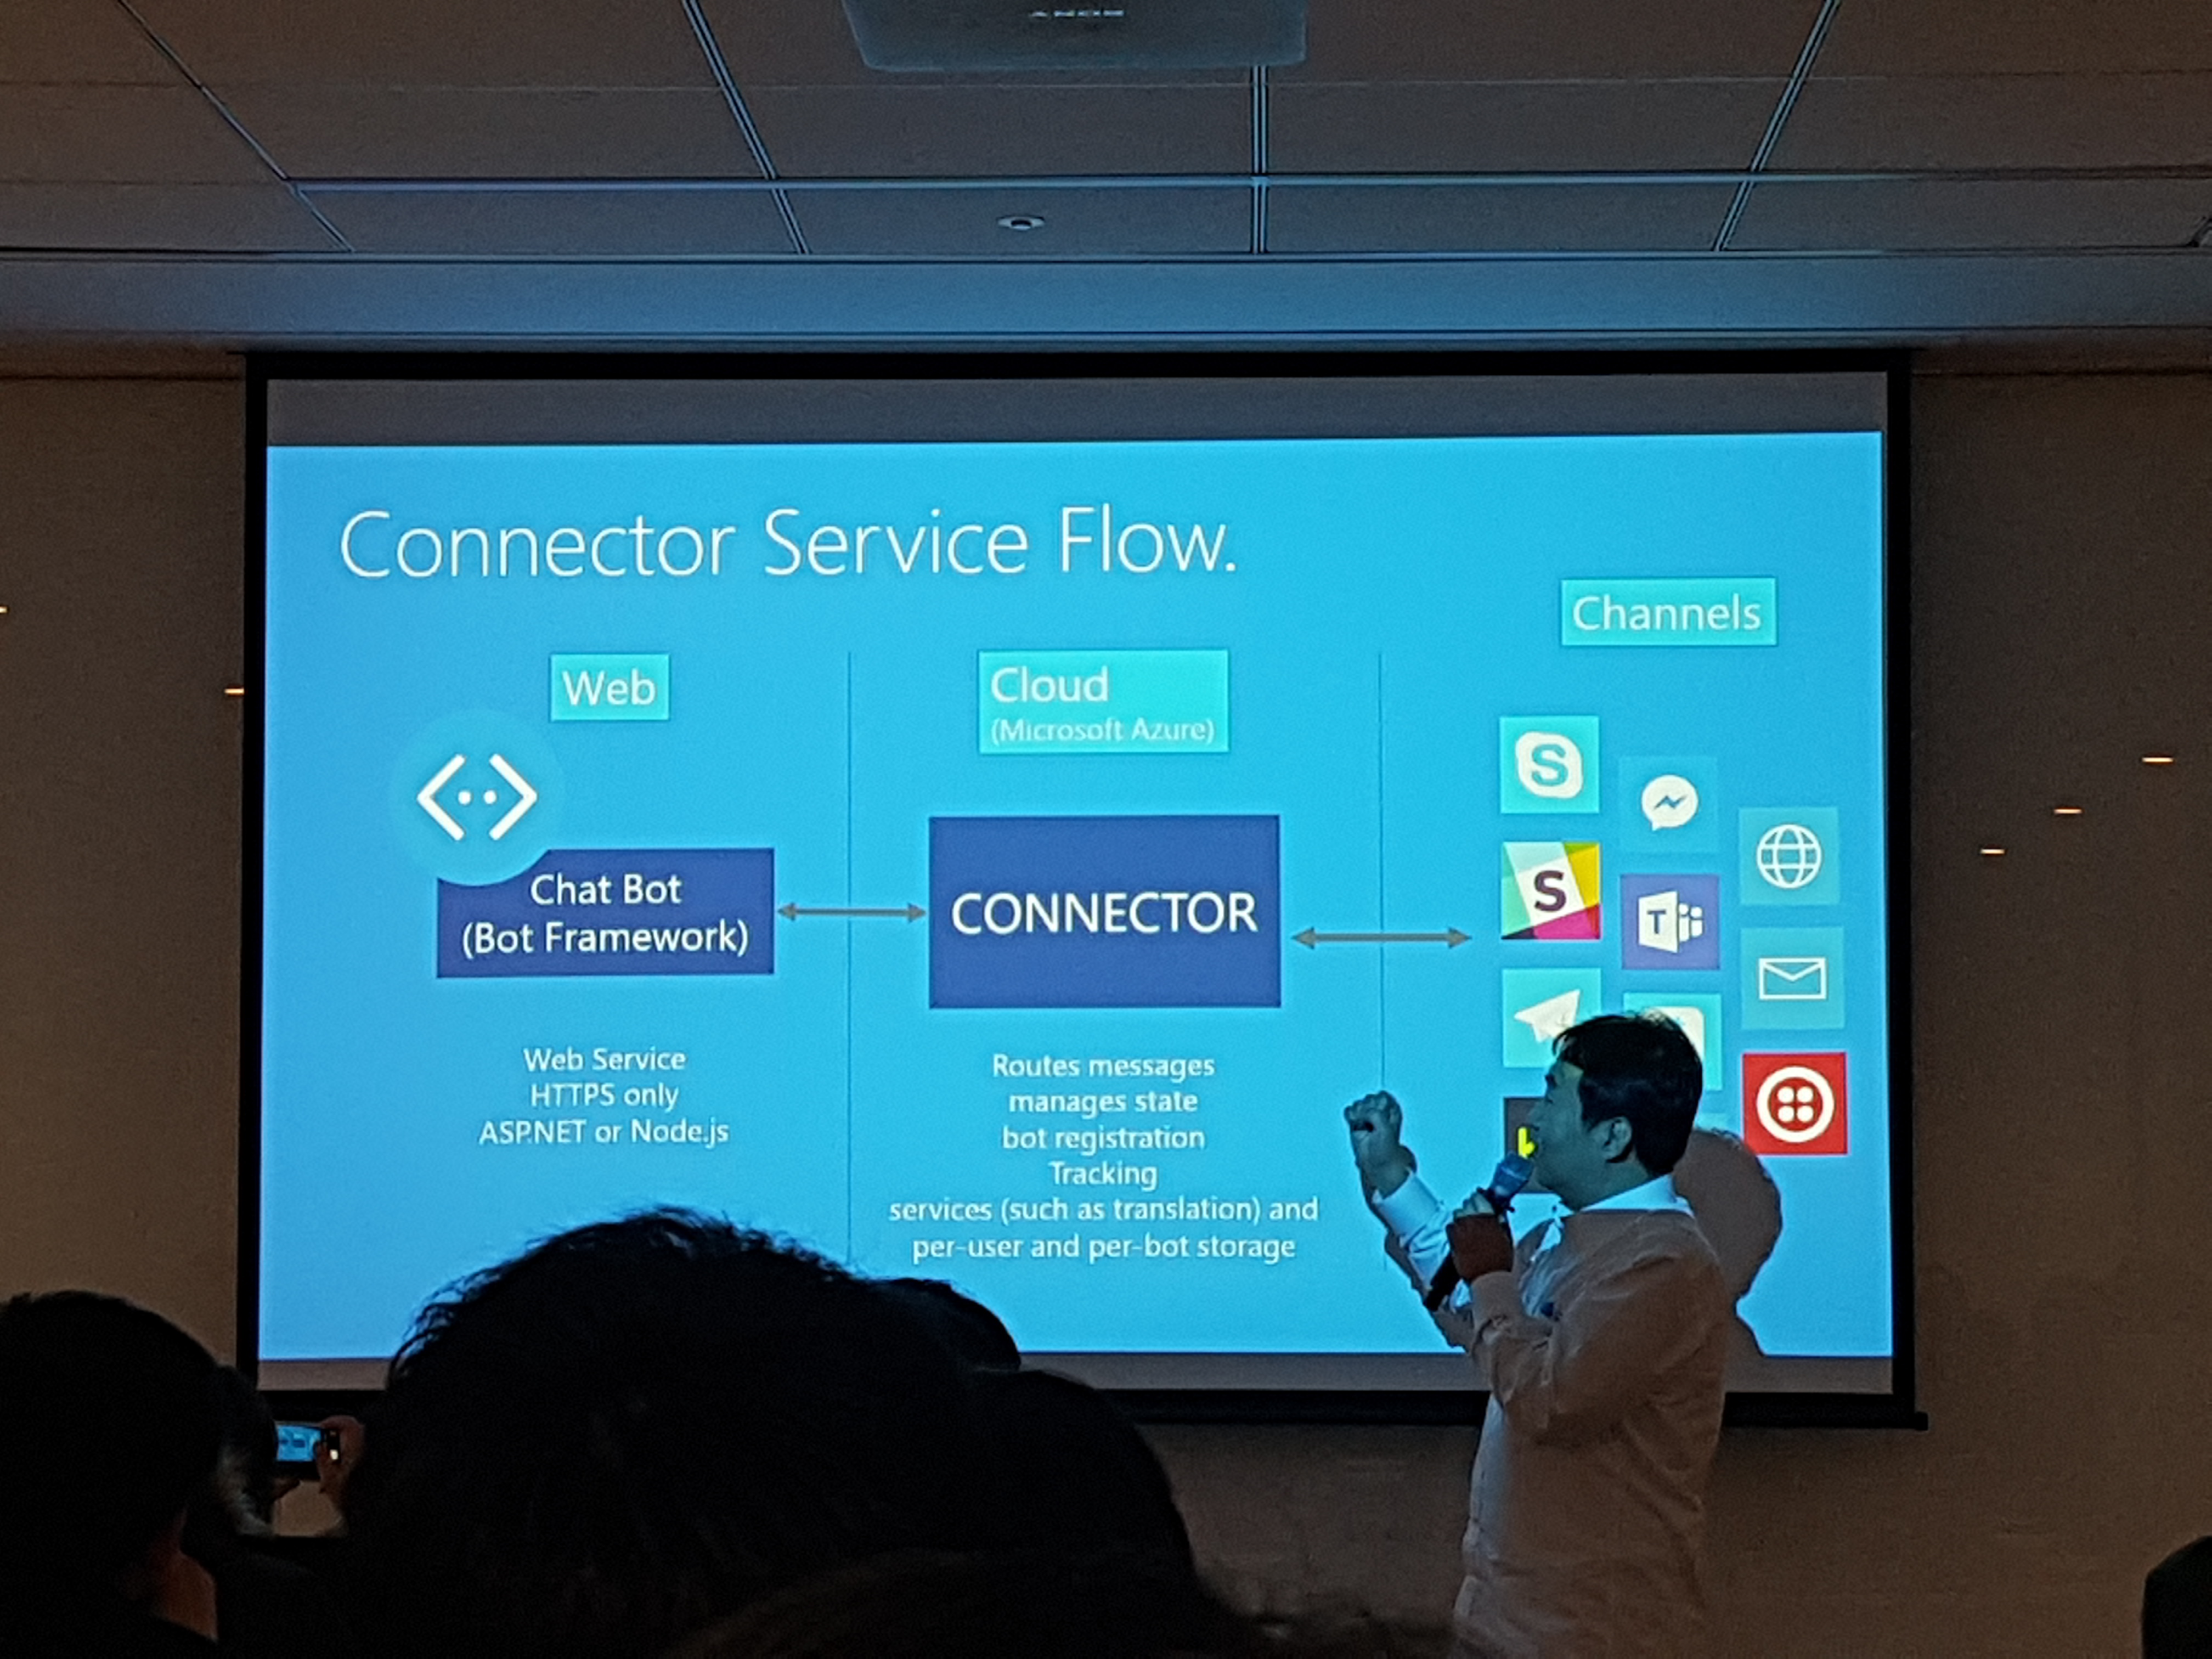 Connector Service Flow.
Channels
Web
Cloud
(Microsoft Azure)
Chat Bot
(Bot Framework)
CONNECTOR
S
S
T
Web Service
HTTPS only
ASP.NET or Node.js
Routes messages
manages state
bot registration
Tracking
services (such as translation) and
per-user and per-bot storage